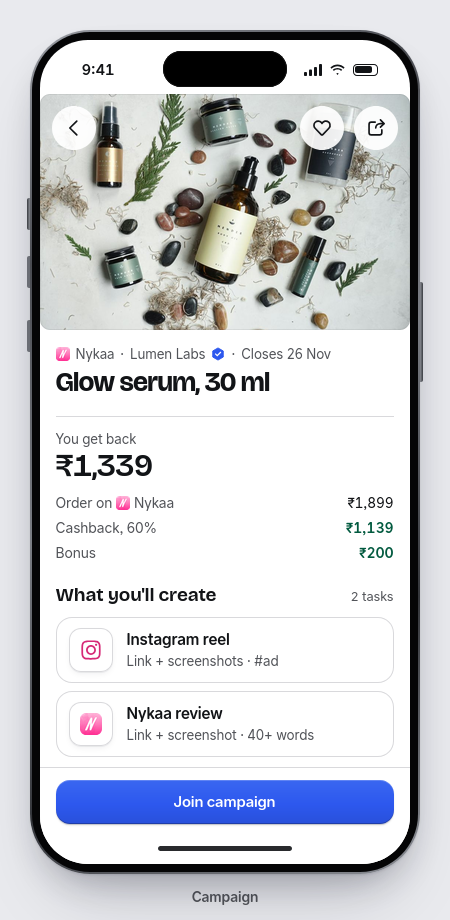 9:41
Nykaa · Lumen Labs · Closes 26 Nov
Glow serum, 30 ml
You get back
₹1,339
Order on Nykaa ₹1,899
Cashback, 60% ₹1,139
Bonus ₹200
What you'll create 2 tasks
Instagram reel
Link + screenshots · #ad
Nykaa review
Link + screenshot · 40+ words
Join campaign
Campaign